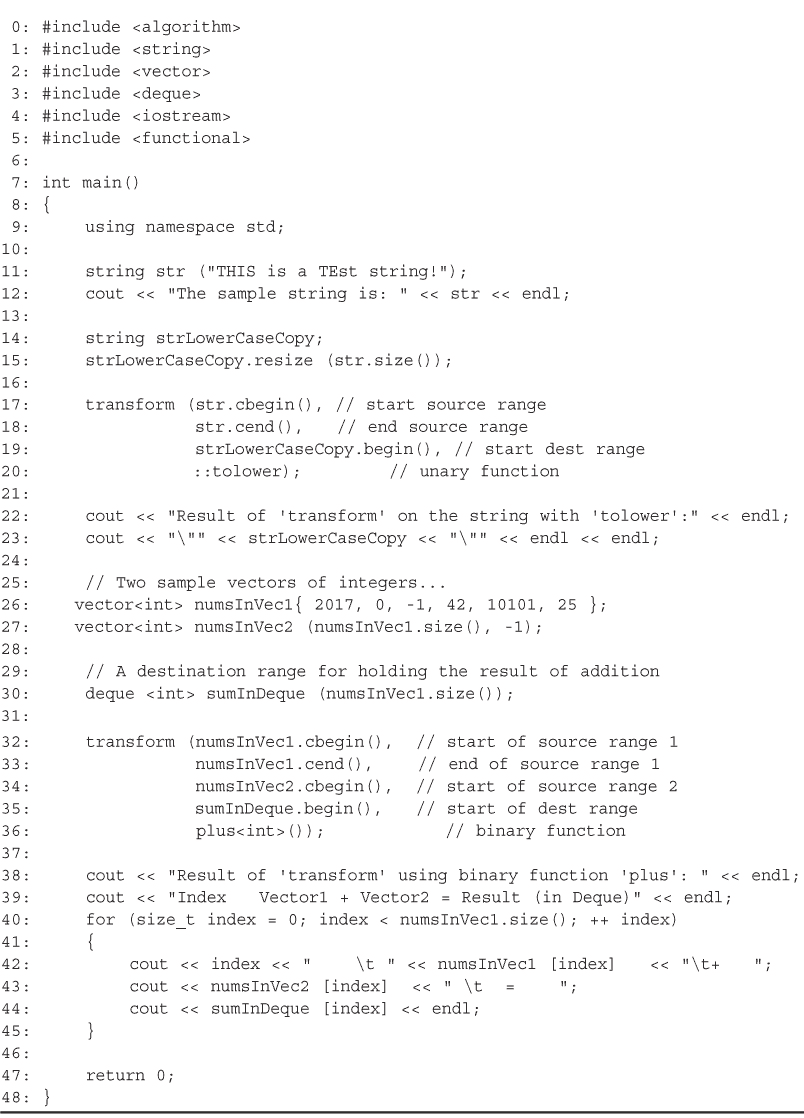 0: #include <algorithm>
1: #include <string>
2: #include <vector>
3: #include <deque>
4: #include <iostream>
5: #include <functional>
6:
7: int main()
8: {
9:     using namespace std;
10:
11:     string str ("THIS is a TEst string!");
12:     cout << "The sample string is: " << str << endl;
13:
14:     string strLowerCaseCopy;
15:     strLowerCaseCopy.resize (str.size());
16:
17:     transform (str.cbegin(), // start source range
18:                str.cend(),   // end source range
19:                strLowerCaseCopy.begin(), // start dest range
20:                ::tolower);         // unary function
21:
22:     cout << "Result of 'transform' on the string with 'tolower':" << endl;
23:     cout << "\"" << strLowerCaseCopy << "\"" << endl << endl;
24:
25:     // Two sample vectors of integers...
26:    vector<int> numsInVec1{ 2017, 0, -1, 42, 10101, 25 };
27:    vector<int> numsInVec2 (numsInVec1.size(), -1);
28:
29:     // A destination range for holding the result of addition
30:     deque <int> sumInDeque (numsInVec1.size());
31:
32:     transform (numsInVec1.cbegin(),  // start of source range 1
33:                numsInVec1.cend(),    // end of source range 1
34:                numsInVec2.cbegin(),  // start of source range 2
35:                sumInDeque.begin(),   // start of dest range
36:                plus<int>());            // binary function
37:
38:     cout << "Result of 'transform' using binary function 'plus': " << endl;
39:     cout << "Index   Vector1 + Vector2 = Result (in Deque)" << endl;
40:     for (size_t index = 0; index < numsInVec1.size(); ++ index)
41:     {
42:         cout << index << "    \t " << numsInVec1 [index]   << "\t+   ";
43:         cout << numsInVec2 [index]  << " \t  =    ";
44:         cout << sumInDeque [index] << endl;
45:     }
46:
47:     return 0;
48: }